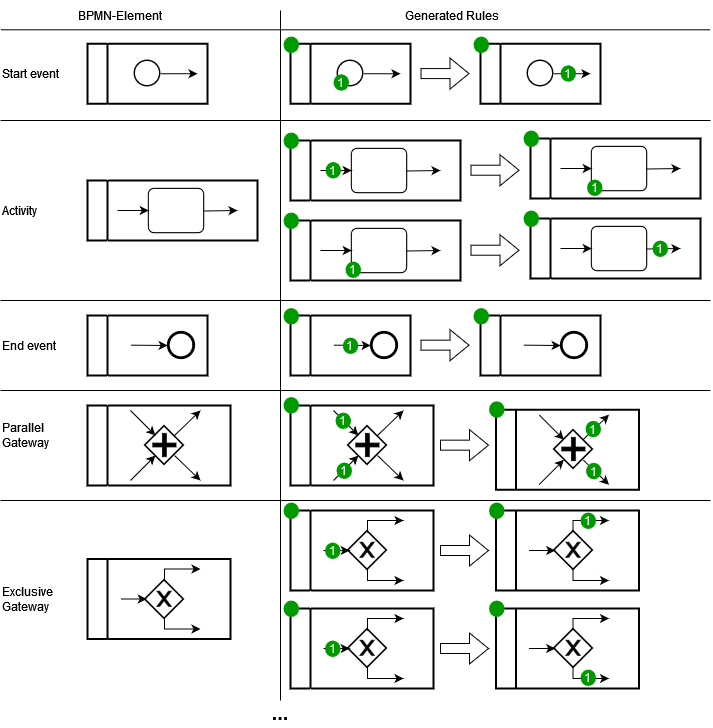 BPMN-Element Generated Rules
Start event
1 1
Activity
1 1
1 1
End event
1
Parallel
Gateway
1 1
1 1
Exclusive
Gateway
X
1 X 1 X
1 X X 1
...